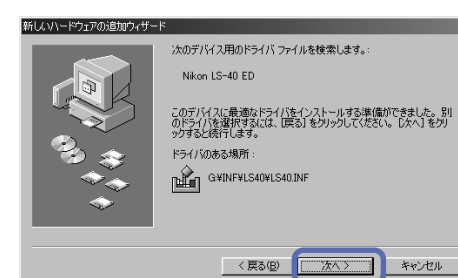 新しいハードウェアの追加ウィザード
次のデバイス用のドライバ ファイルを検索します。:
Nikon LS-40 ED
このデバイスに最適なドライバをインストールする準備ができました。別
のドライバを選択するには、[戻る] をクリックしてください。[次へ] をクリ
ックすると続行します。
ドライバのある場所:
G:¥INF¥LS40¥LS40.INF
< 戻る(B)
次へ >
キャンセル